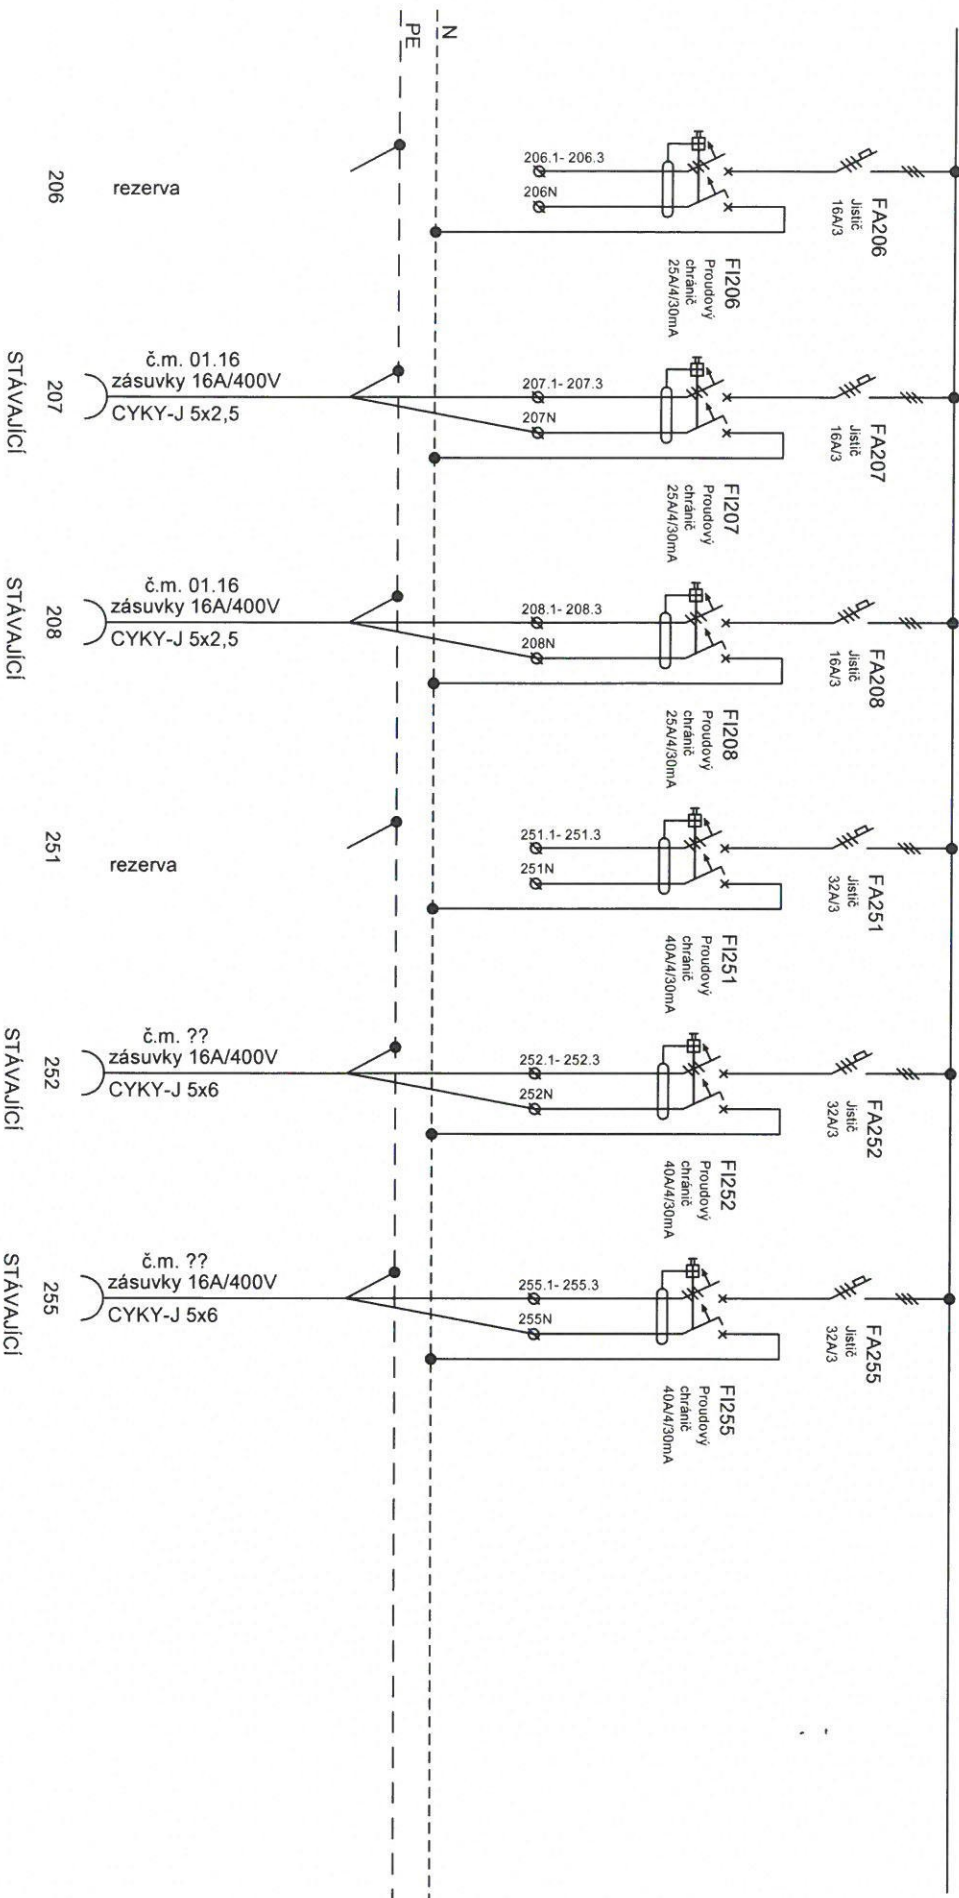 N
PE
FA206
Jistič
16A/3
FI206
Proudový
chránič
25A/4/30mA
206.1- 206.3
206N
rezerva
206
FA207
Jistič
16A/3
FI207
Proudový
chránič
25A/4/30mA
207.1- 207.3
207N
č.m. 01.16
zásuvky 16A/400V
CYKY-J 5x2,5
207
STÁVAJÍCÍ
FA208
Jistič
16A/3
FI208
Proudový
chránič
25A/4/30mA
208.1- 208.3
208N
č.m. 01.16
zásuvky 16A/400V
CYKY-J 5x2,5
208
STÁVAJÍCÍ
FA251
Jistič
32A/3
FI251
Proudový
chránič
40A/4/30mA
251.1- 251.3
251N
rezerva
251
FA252
Jistič
32A/3
FI252
Proudový
chránič
40A/4/30mA
252.1- 252.3
252N
č.m. ??
zásuvky 16A/400V
CYKY-J 5x6
252
STÁVAJÍCÍ
FA255
Jistič
32A/3
FI255
Proudový
chránič
40A/4/30mA
255.1- 255.3
255N
č.m. ??
zásuvky 16A/400V
CYKY-J 5x6
255
STÁVAJÍCÍ